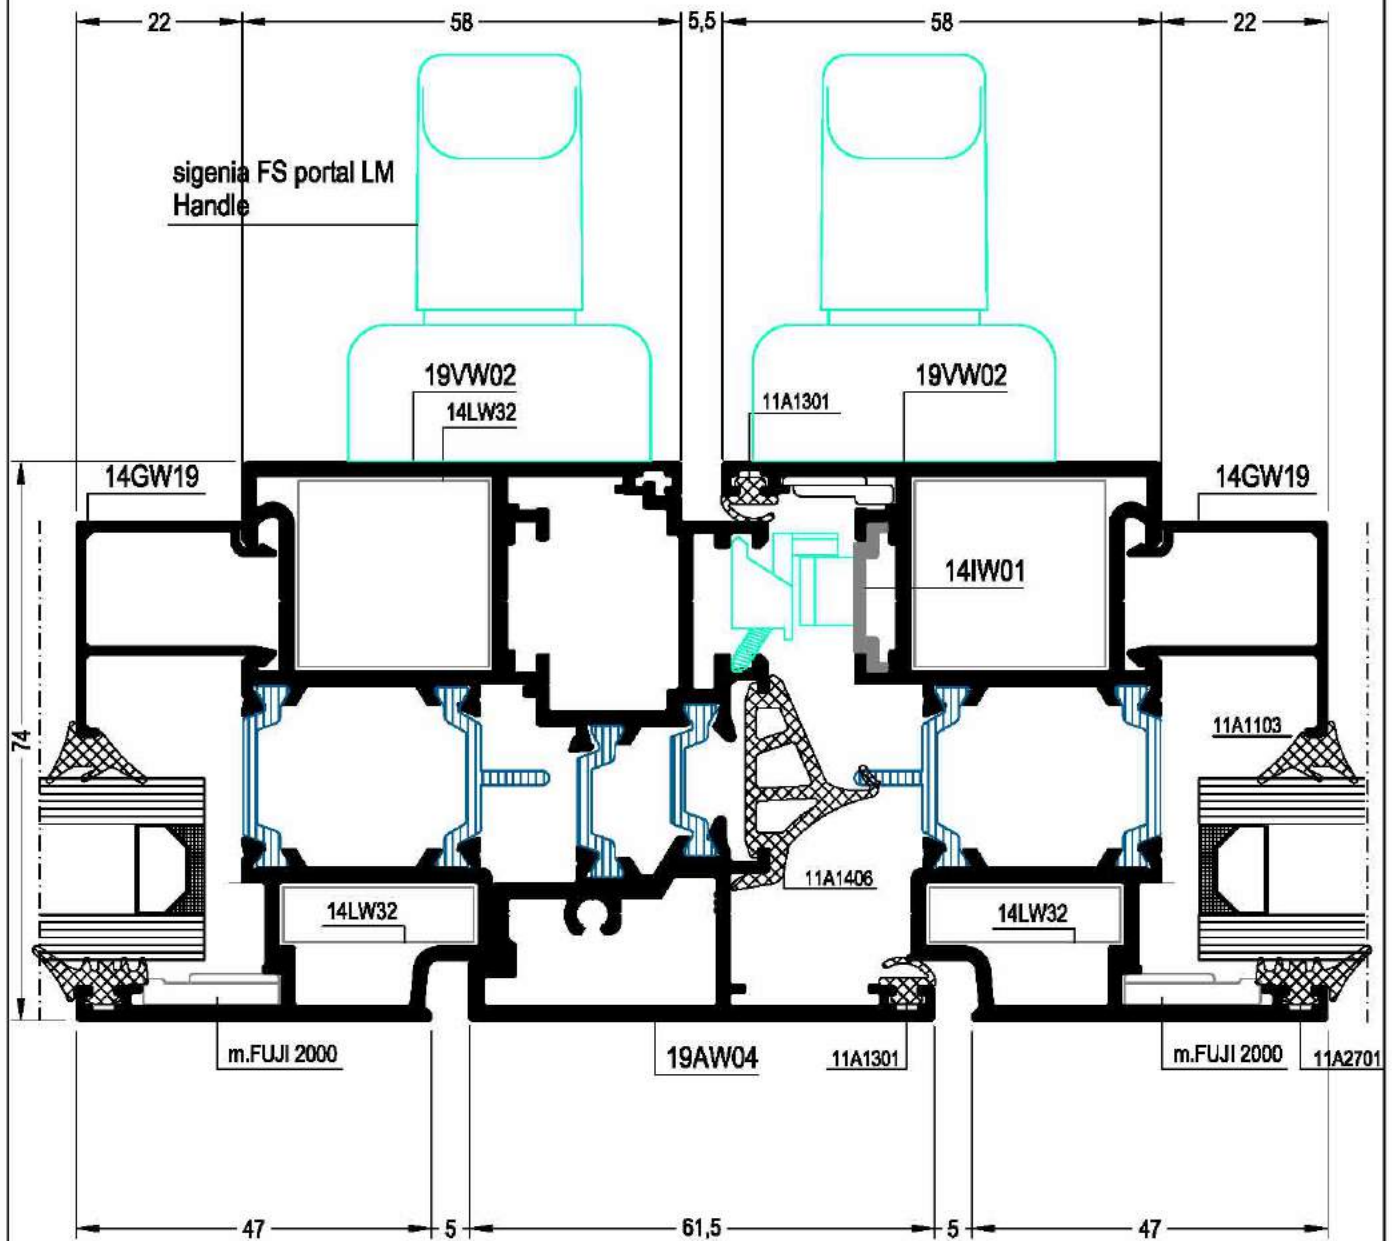 22
58
5,5
58
22
sigenia FS portal LM
Handle
19VW02
19VW02
14LW32
11A1301
14GW19
14GW19
14IW01
74
11A1103
11A1406
14LW32
14LW32
m.FUJI 2000
19AW04
11A1301
m.FUJI 2000
11A2701
47
5
61,5
5
47